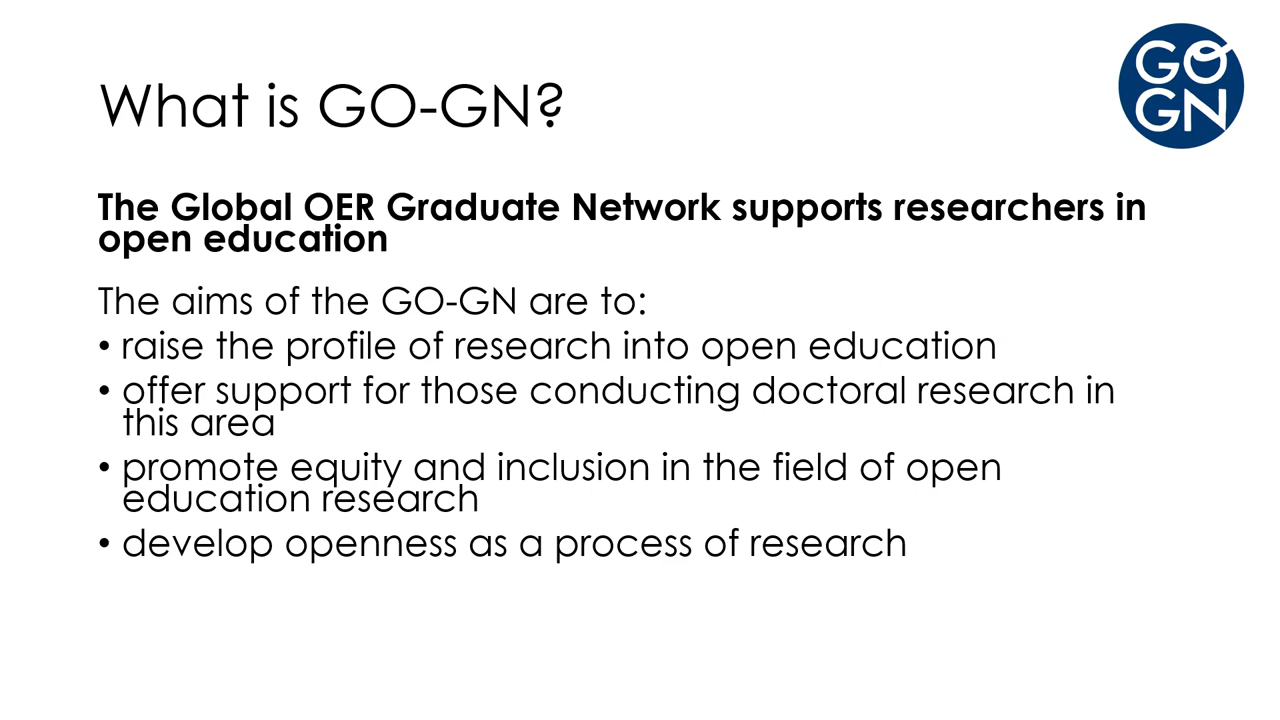 What is GO-GN?
GO
GN
The Global OER Graduate Network supports researchers in
open education
The aims of the GO-GN are to:
• raise the profile of research into open education
• offer support for those conducting doctoral research in
this area
• promote equity and inclusion in the field of open
education research
• develop openness as a process of research